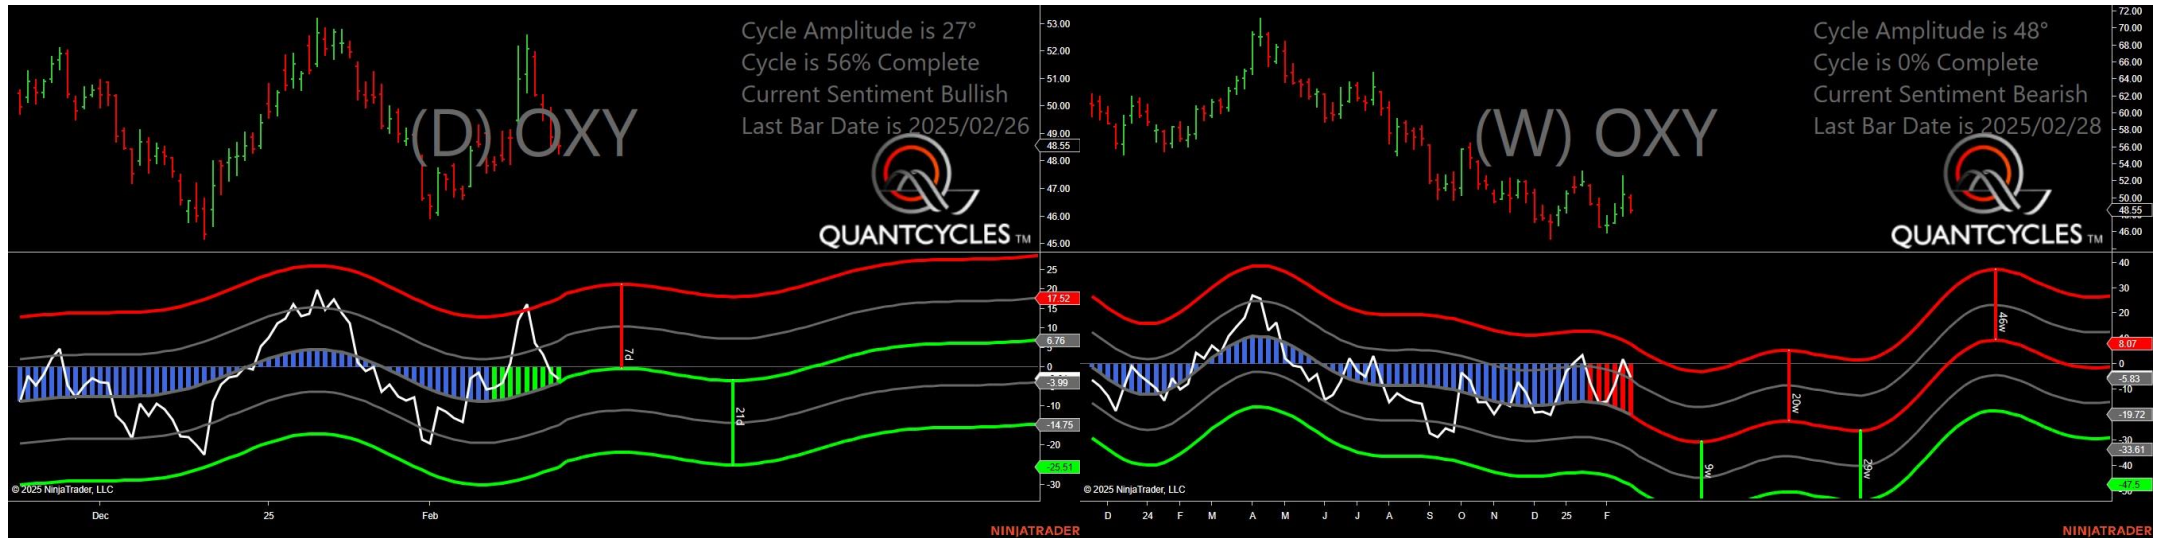 Cycle Amplitude is 27°
Cycle is 56% Complete
Current Sentiment Bullish
Last Bar Date is 2025/02/26
(D) OXY
QUANTCYCLES TM
53.00
52.00
51.00
50.00
49.00
48.55
48.00
47.00
46.00
45.00
25
20
17.52
15
10
6.76
5
0
-3.99
-10
-14.75
-20
-25.51
-30
7d
21d
© 2025 NinjaTrader, LLC
Dec
25
Feb
NINJATRADER
Cycle Amplitude is 48°
Cycle is 0% Complete
Current Sentiment Bearish
Last Bar Date is 2025/02/28
(W) OXY
QUANTCYCLES TM
72.00
70.00
68.00
66.00
64.00
62.00
60.00
58.00
56.00
54.00
52.00
50.00
48.55
46.00
40
30
20
10
8.07
0
-5.83
-10
-19.72
-30
-33.61
-40
-47.5
9w
20w
29w
46w
© 2025 NinjaTrader, LLC
D 24 F M A M J J A S O N D 25 F
NINJATRADER